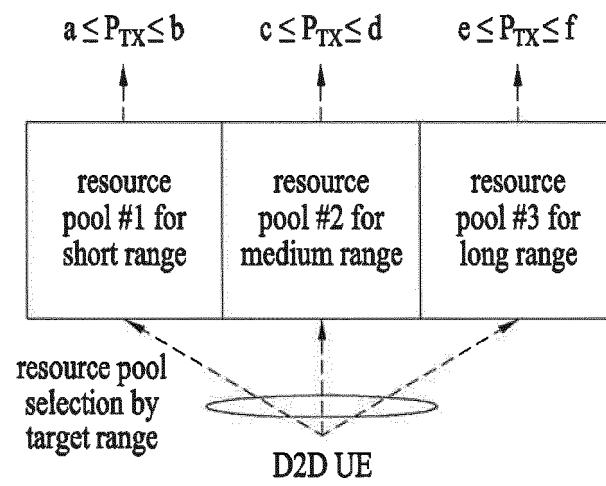 a ≤ P_TX ≤ b
c ≤ P_TX ≤ d
e ≤ P_TX ≤ f
resource
pool #1 for
short range
resource
pool #2 for
medium range
resource
pool #3 for
long range
resource pool
selection by
target range
D2D UE